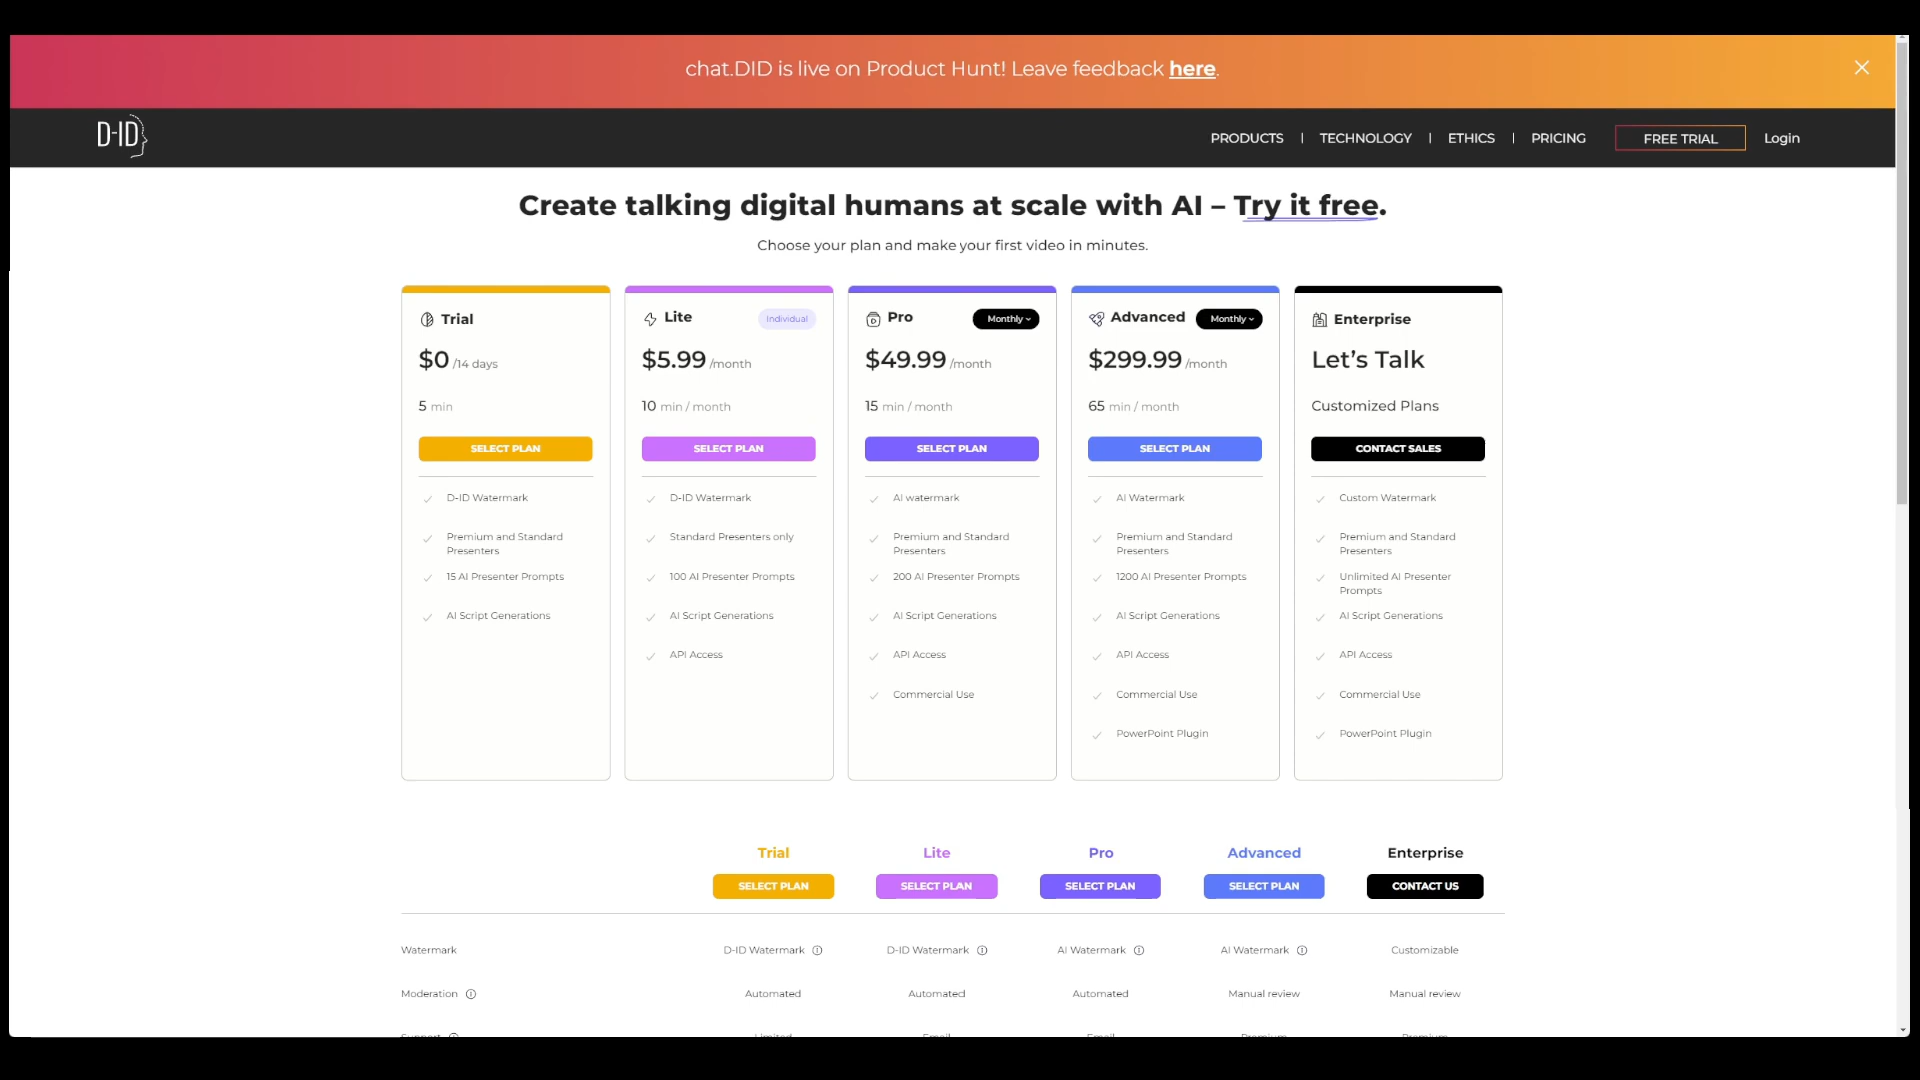 chat.DID is live on Product Hunt! Leave feedback here.
D-ID
PRODUCTS | TECHNOLOGY | ETHICS | PRICING
FREE TRIAL
Login
Create talking digital humans at scale with AI – Try it free.
Choose your plan and make your first video in minutes.
Trial
$0 /14 days
5 min
SELECT PLAN
D-ID Watermark
Premium and Standard
Presenters
15 AI Presenter Prompts
AI Script Generations
Lite
Individual
$5.99 /month
10 min / month
SELECT PLAN
D-ID Watermark
Standard Presenters only
100 AI Presenter Prompts
AI Script Generations
API Access
Pro
Monthly
$49.99 /month
15 min / month
SELECT PLAN
AI watermark
Premium and Standard
Presenters
200 AI Presenter Prompts
AI Script Generations
API Access
Commercial Use
Advanced
Monthly
$299.99 /month
65 min / month
SELECT PLAN
AI Watermark
Premium and Standard
Presenters
1200 AI Presenter Prompts
AI Script Generations
API Access
Commercial Use
PowerPoint Plugin
Enterprise
Let's Talk
Customized Plans
CONTACT SALES
Custom Watermark
Premium and Standard
Presenters
Unlimited AI Presenter
Prompts
AI Script Generations
API Access
Commercial Use
PowerPoint Plugin
Trial Lite Pro Advanced Enterprise
SELECT PLAN SELECT PLAN SELECT PLAN SELECT PLAN CONTACT US
Watermark D-ID Watermark D-ID Watermark AI Watermark AI Watermark Customizable
Moderation Automated Automated Automated Manual review Manual review
Support Limited Email Email Premium Premium